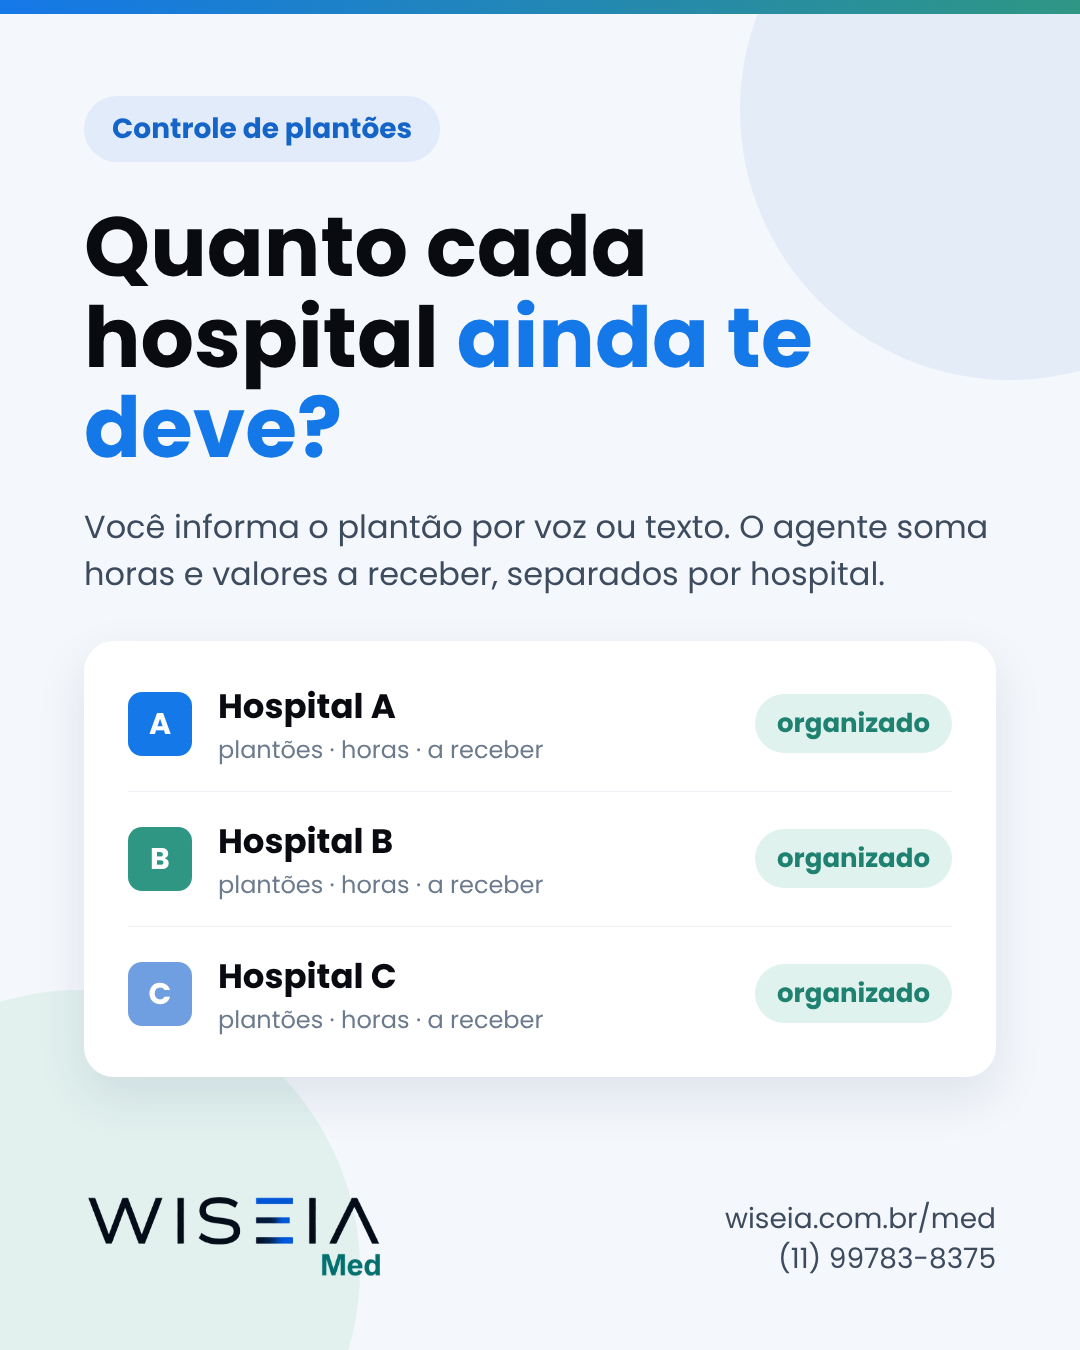 Controle de plantões
Quanto cada
hospital ainda te
deve?
Você informa o plantão por voz ou texto. O agente soma
horas e valores a receber, separados por hospital.
A
Hospital A
plantões · horas · a receber
organizado
B
Hospital B
plantões · horas · a receber
organizado
C
Hospital C
plantões · horas · a receber
organizado
WISEIA
Med
wiseia.com.br/med
(11) 99783-8375